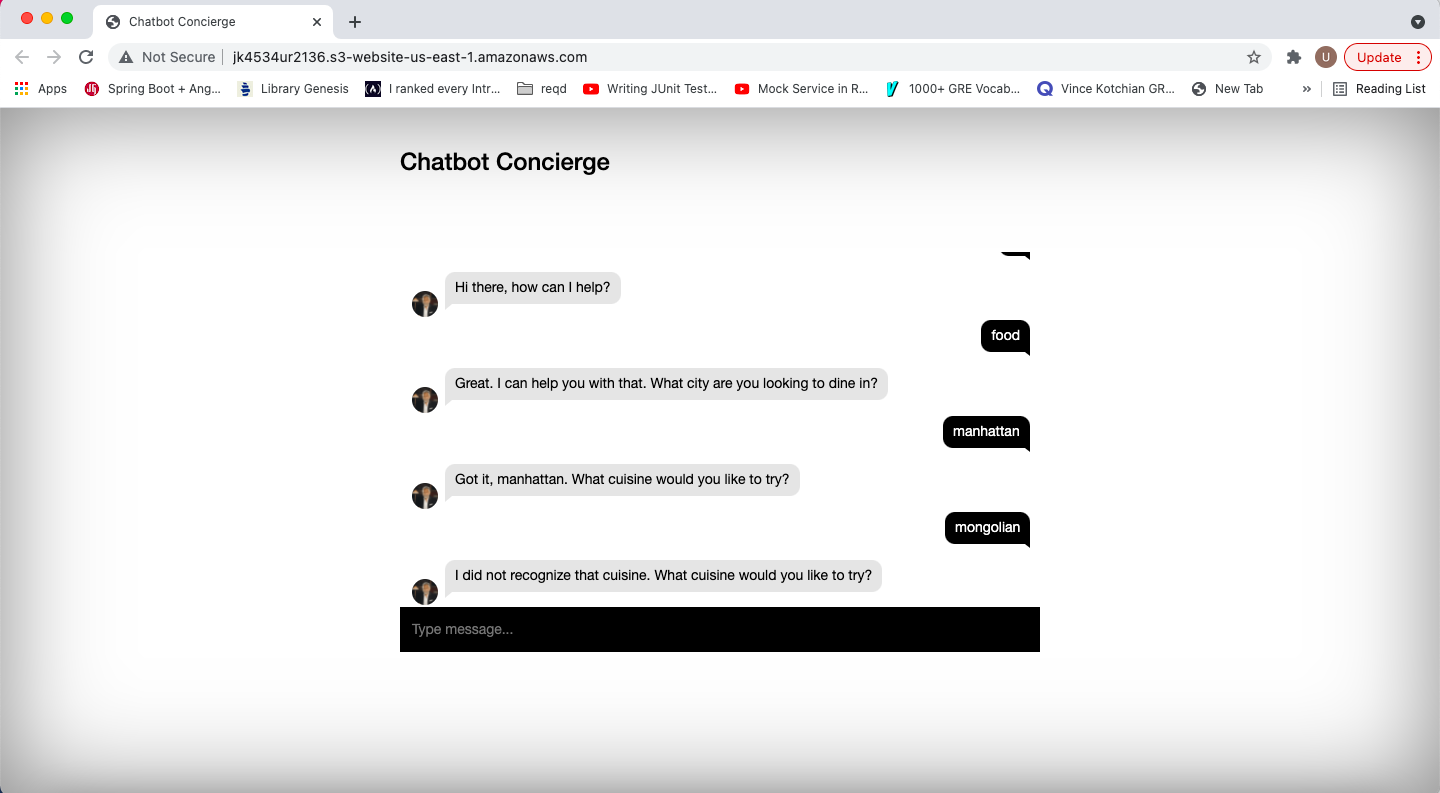 Chatbot Concierge
Not Secure jk4534ur2136.s3-website-us-east-1.amazonaws.com U Update
Apps Spring Boot + Ang... Library Genesis I ranked every Intr... reqd Writing JUnit Test... Mock Service in R... 1000+ GRE Vocab... Vince Kotchian GR... New Tab » Reading List
Chatbot Concierge
Hi there, how can I help?
food
Great. I can help you with that. What city are you looking to dine in?
manhattan
Got it, manhattan. What cuisine would you like to try?
mongolian
I did not recognize that cuisine. What cuisine would you like to try?
Type message...